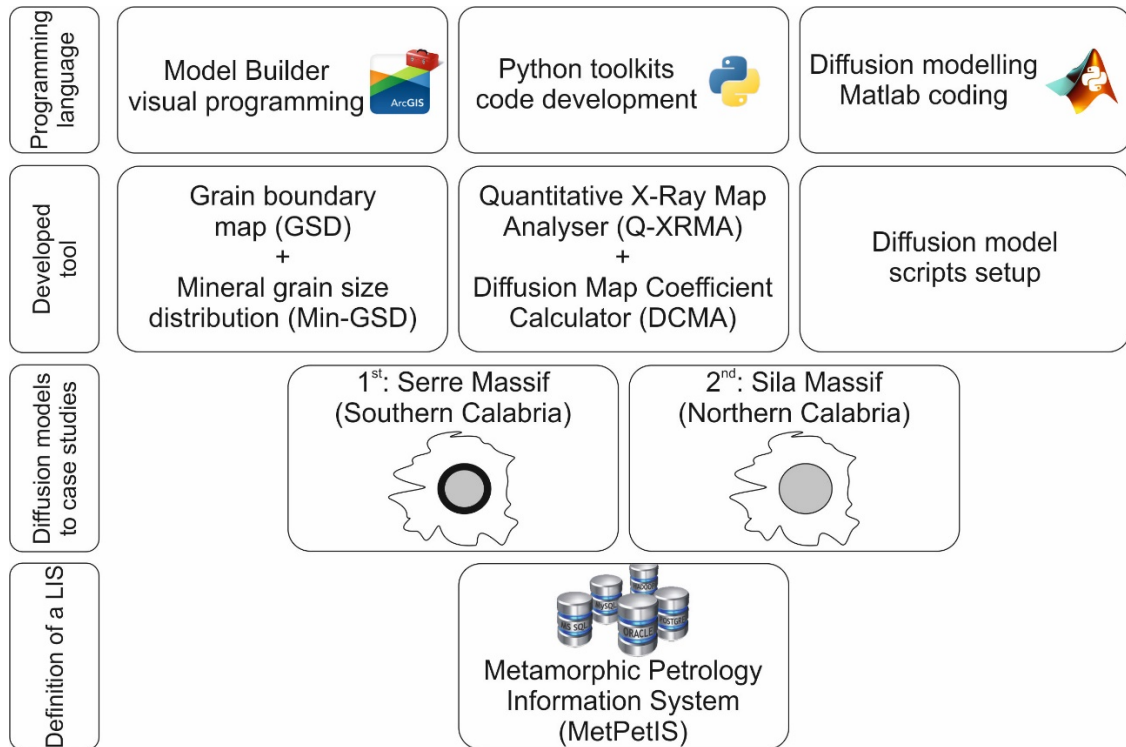 Programming
language
Model Builder
visual programming
ArcGIS
Python toolkits
code development
Diffusion modelling
Matlab coding
Developed
tool
Grain boundary
map (GSD)
+
Mineral grain size
distribution (Min-GSD)
Quantitative X-Ray Map
Analyser (Q-XRMA)
+
Diffusion Map Coefficient
Calculator (DCMA)
Diffusion model
scripts setup
Diffusion models
to case studies
1st: Serre Massif
(Southern Calabria)
2nd: Sila Massif
(Northern Calabria)
Definition of a LIS
MySQL
MS SQL
ORACLE
Metamorphic Petrology
Information System
(MetPetIS)